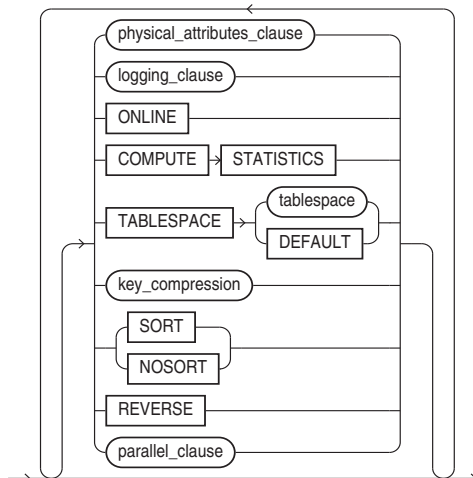 physical_attributes_clause
logging_clause
ONLINE
COMPUTE STATISTICS
tablespace
TABLESPACE
DEFAULT
key_compression
SORT
NOSORT
REVERSE
parallel_clause